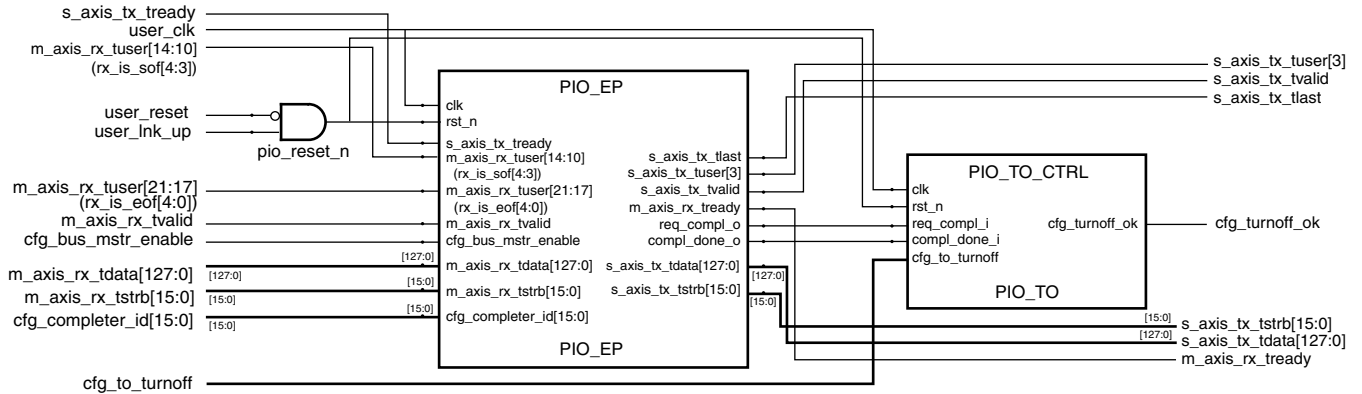 s_axis_tx_tready
user_clk
m_axis_rx_tuser[14:10]
(rx_is_sof[4:3])
user_reset
user_lnk_up
pio_reset_n
m_axis_rx_tuser[21:17]
(rx_is_eof[4:0])
m_axis_rx_tvalid
cfg_bus_mstr_enable
m_axis_rx_tdata[127:0]
[127:0]
m_axis_rx_tstrb[15:0]
[15:0]
cfg_completer_id[15:0]
[15:0]
cfg_to_turnoff
PIO_EP
clk
rst_n
s_axis_tx_tready
m_axis_rx_tuser[14:10]
(rx_is_sof[4:3])
m_axis_rx_tuser[21:17]
(rx_is_eof[4:0])
m_axis_rx_tvalid
cfg_bus_mstr_enable
[127:0]
m_axis_rx_tdata[127:0]
[15:0]
m_axis_rx_tstrb[15:0]
[15:0]
cfg_completer_id[15:0]
s_axis_tx_tlast
s_axis_tx_tuser[3]
s_axis_tx_tvalid
m_axis_rx_tready
req_compl_o
compl_done_o
s_axis_tx_tdata[127:0]
[127:0]
s_axis_tx_tstrb[15:0]
[15:0]
PIO_EP
PIO_TO_CTRL
clk
rst_n
req_compl_i
compl_done_i
cfg_to_turnoff
cfg_turnoff_ok
PIO_TO
s_axis_tx_tuser[3]
s_axis_tx_tvalid
s_axis_tx_tlast
cfg_turnoff_ok
[15:0]
s_axis_tx_tstrb[15:0]
[127:0]
s_axis_tx_tdata[127:0]
m_axis_rx_tready